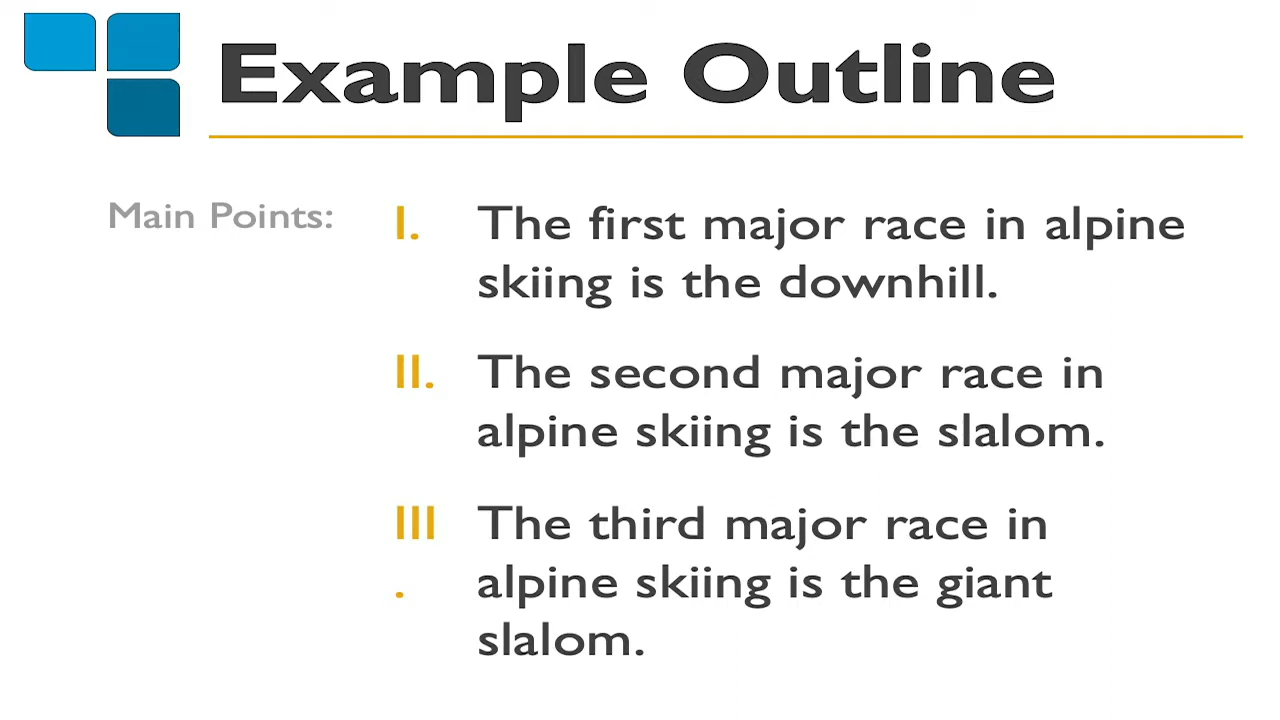 Example Outline
Main Points:
I. The first major race in alpine
skiing is the downhill.
II. The second major race in
alpine skiing is the slalom.
III The third major race in
. alpine skiing is the giant
slalom.